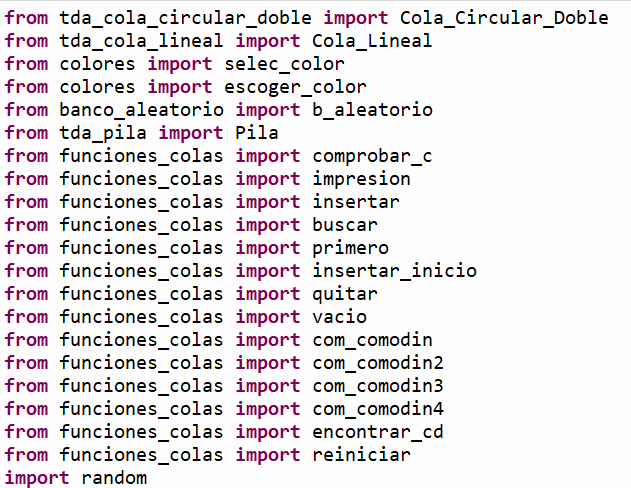 from tda_cola_circular_doble import Cola_Circular_Doble
from tda_cola_lineal import Cola_Lineal
from colores import selec_color
from colores import escoger_color
from banco_aleatorio import b_aleatorio
from tda_pila import Pila
from funciones_colas import comprobar_c
from funciones_colas import impresion
from funciones_colas import insertar
from funciones_colas import buscar
from funciones_colas import primero
from funciones_colas import insertar_inicio
from funciones_colas import quitar
from funciones_colas import vacio
from funciones_colas import com_comodin
from funciones_colas import com_comodin2
from funciones_colas import com_comodin3
from funciones_colas import com_comodin4
from funciones_colas import encontrar_cd
from funciones_colas import reiniciar
import random